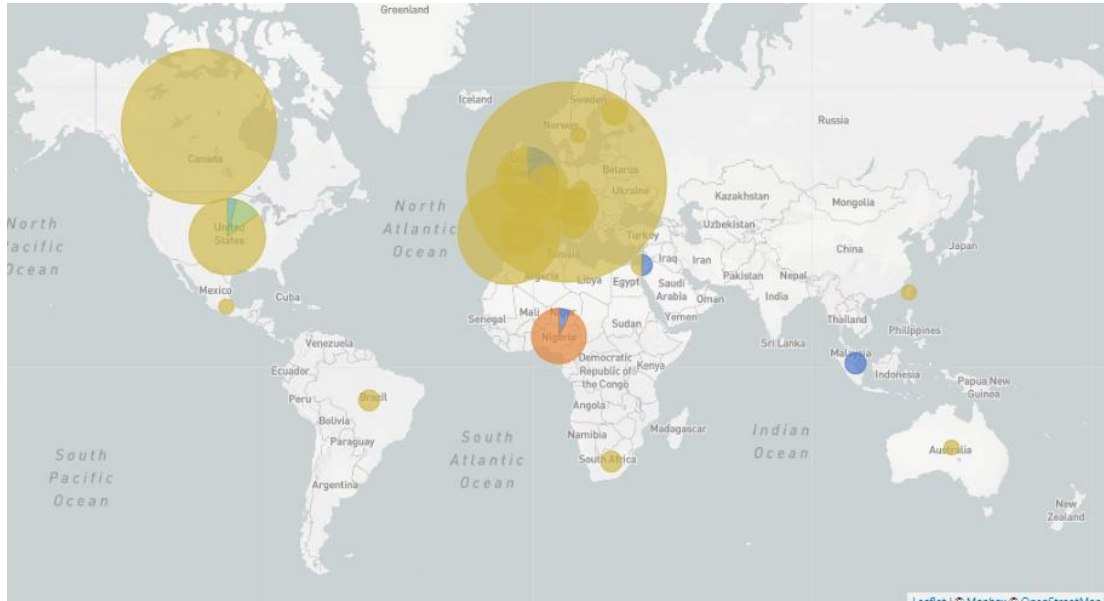 Greenland
Iceland
Sweden
Norway
Russia
Canada
Belarus
Ukraine
Kazakhstan
Mongolia
North
Pacific
Ocean
United
States
North
Atlantic
Ocean
Uzbekistan
Turkey
China
Japan
Tunisia
Iraq
Iran
Algeria
Libya
Egypt
Pakistan
Nepal
Saudi
Arabia
Oman
India
Mexico
Cuba
Mali
Niger
Senegal
Sudan
Yemen
Thailand
Philippines
Nigeria
Sri Lanka
Venezuela
Malaysia
Democratic
Republic of
the Congo
Kenya
Indonesia
Ecuador
Papua New
Guinea
Peru
Brazil
Angola
Bolivia
Madagascar
Namibia
Indian
Ocean
South
Pacific
Ocean
Paraguay
South
Atlantic
Ocean
South Africa
Australia
Argentina
New
Zealand
Leaflet | © Mapbox © OpenStreetMap